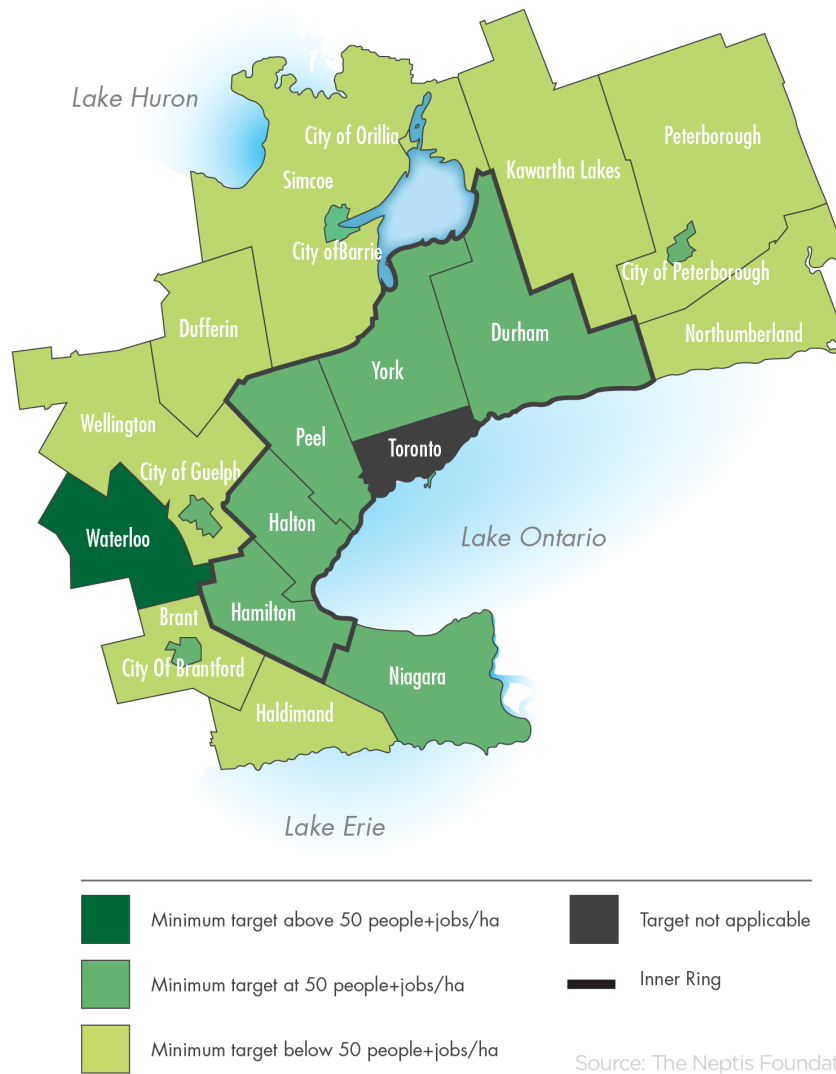 Lake Huron
City of Orillia
Peterborough
Simcoe
Kawartha Lakes
City ofBarrie
City of Peterborough
Dufferin
Durham
Northumberland
York
Wellington
Peel
Toronto
City of Guelph
Waterloo
Halton
Lake Ontario
Brant
Hamilton
City Of Brantford
Niagara
Haldimand
Lake Erie
Minimum target above 50 people+jobs/ha
Target not applicable
Minimum target at 50 people+jobs/ha
Inner Ring
Minimum target below 50 people+jobs/ha
Source: The Neptis Foundat